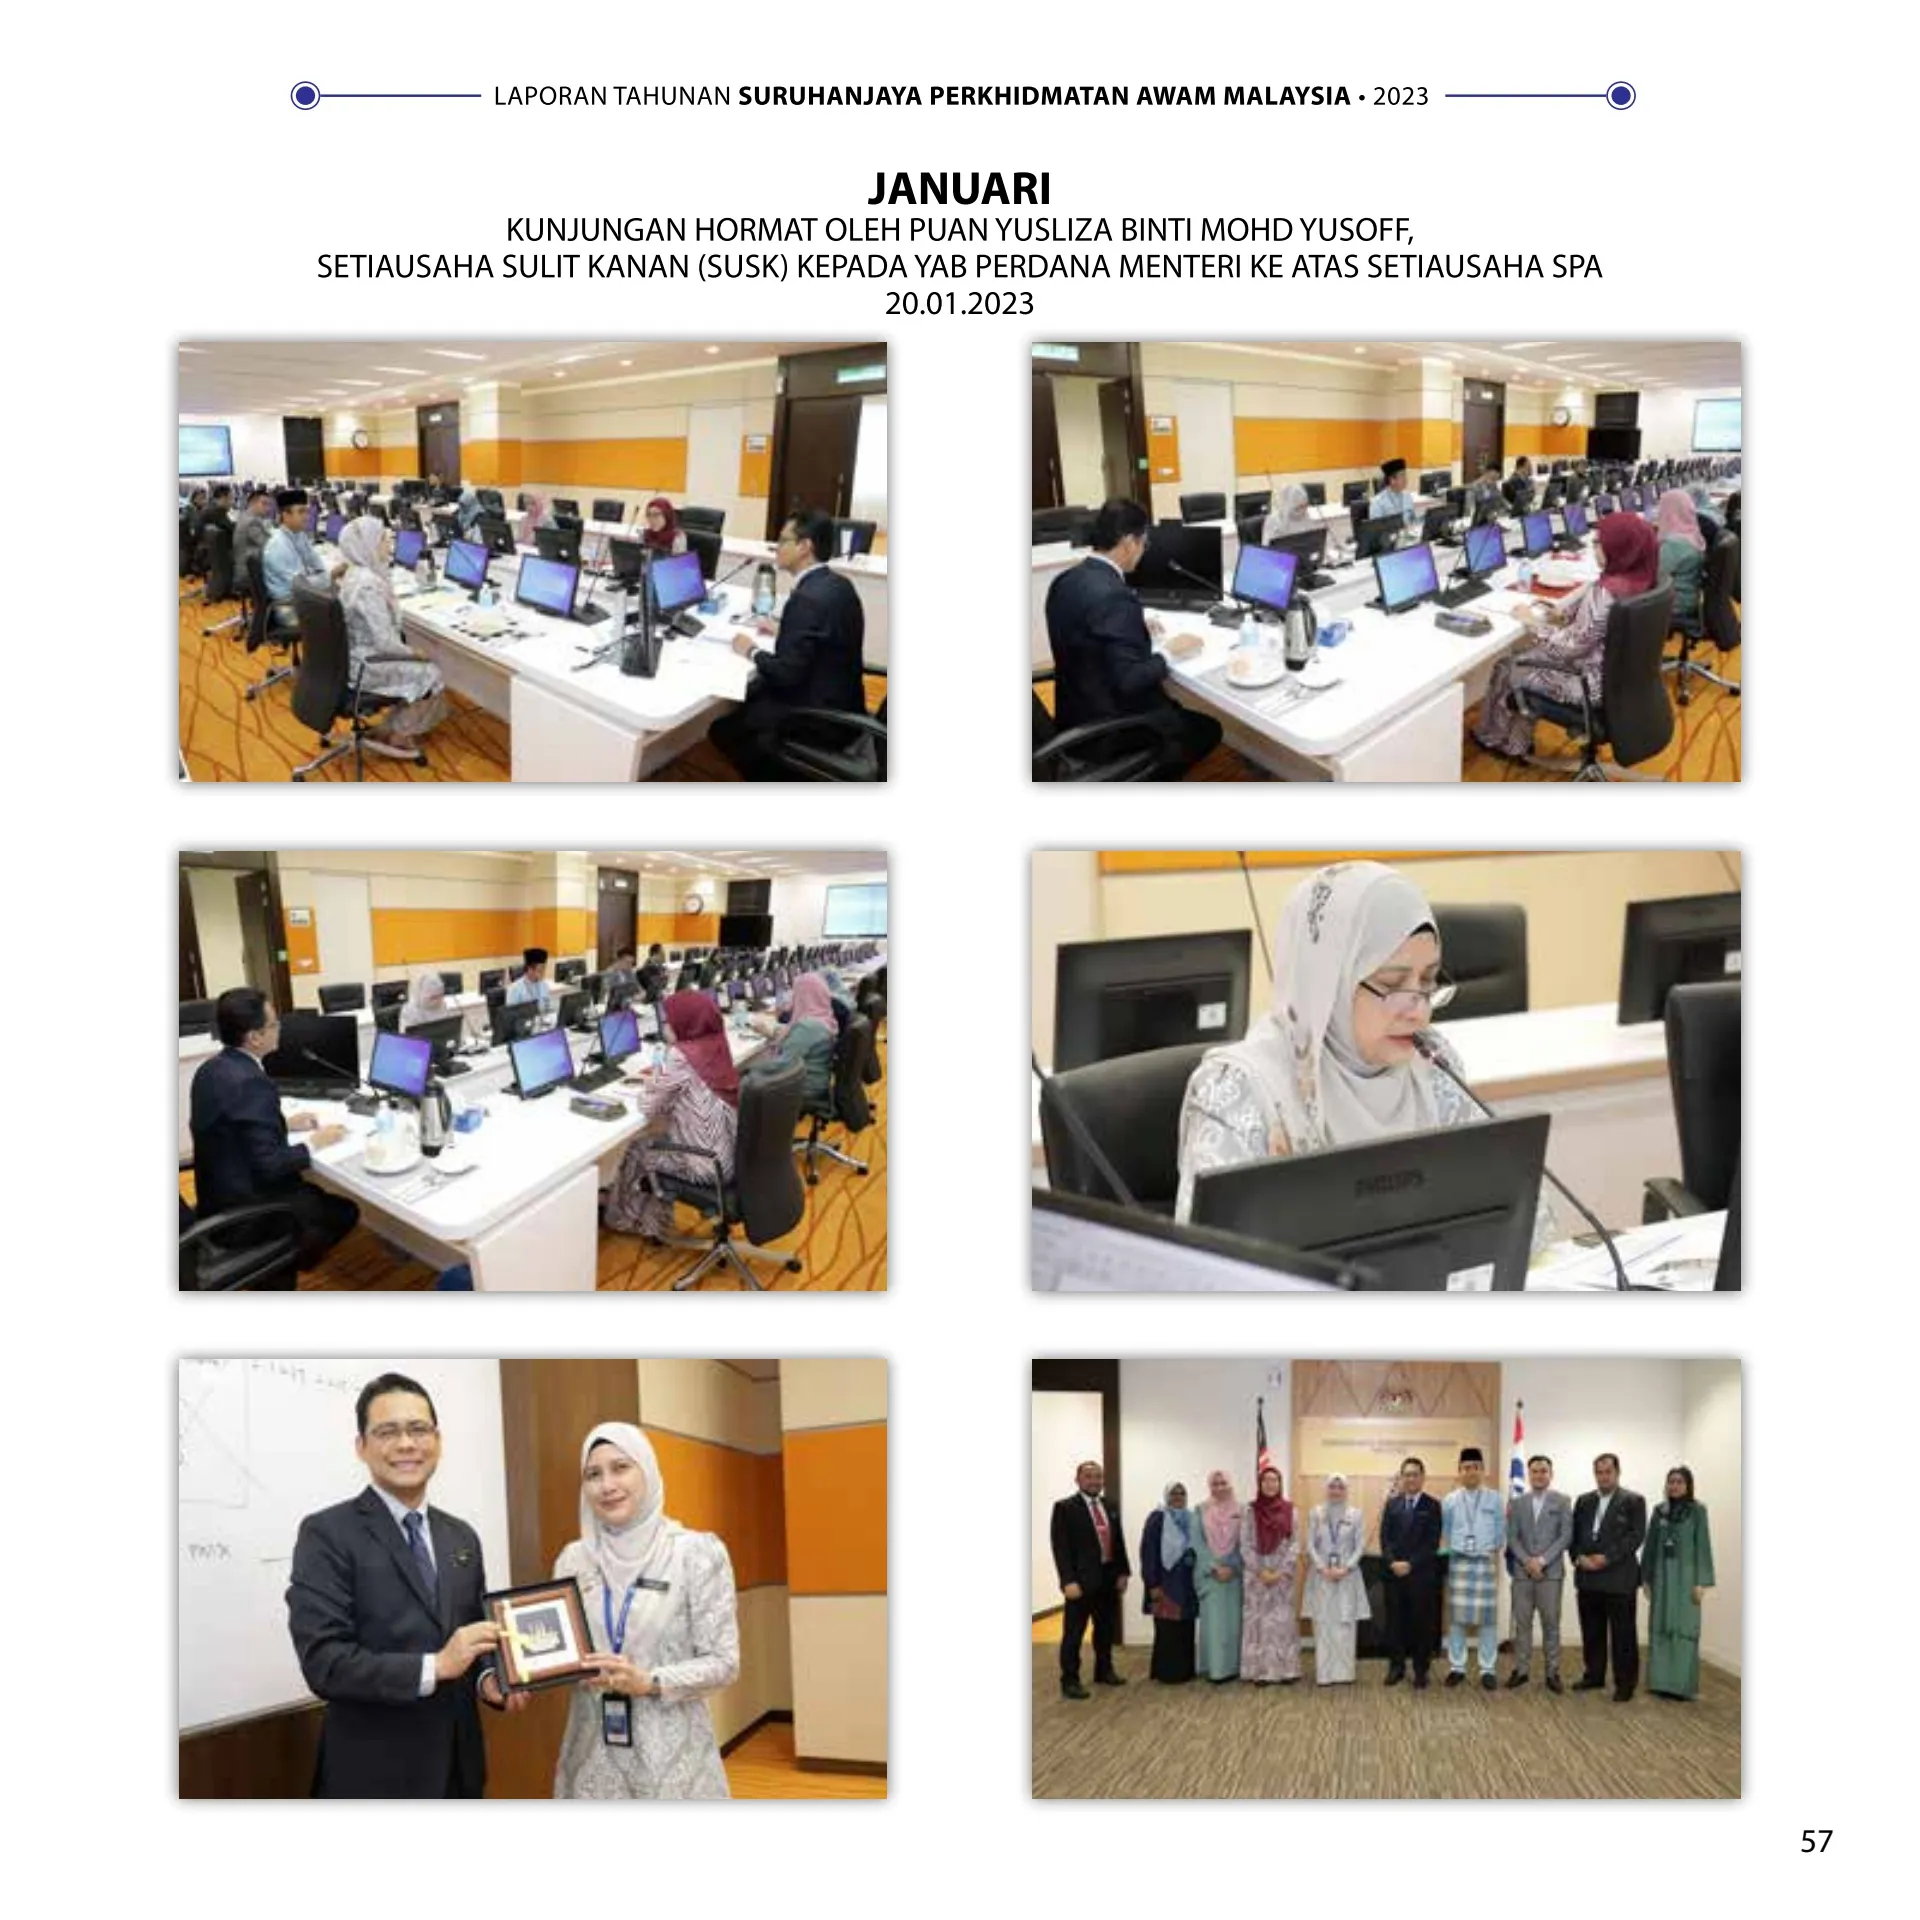 LAPORAN TAHUNAN SURUHANJAYA PERKHIDMATAN AWAM MALAYSIA • 2023
JANUARI
KUNJUNGAN HORMAT OLEH PUAN YUSLIZA BINTI MOHD YUSOFF,
SETIAUSAHA SULIT KANAN (SUSK) KEPADA YAB PERDANA MENTERI KE ATAS SETIAUSAHA SPA
20.01.2023
PHILIPS
57